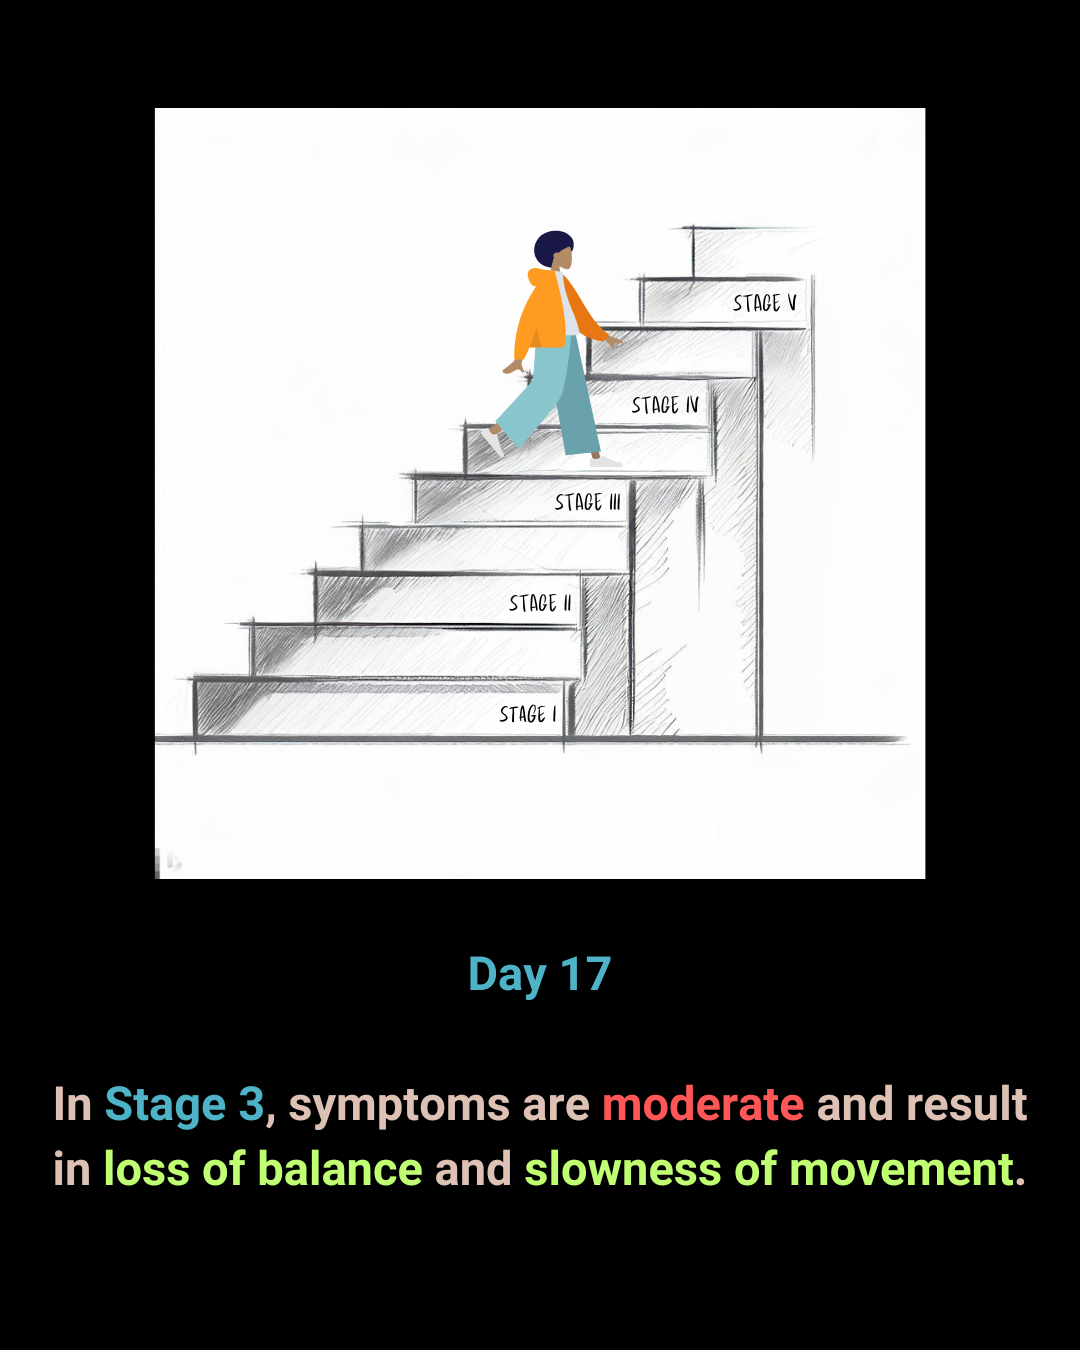 STAGE V
STAGE IV
STAGE III
STAGE II
STAGE I
Day 17
In Stage 3, symptoms are moderate and result
in loss of balance and slowness of movement.